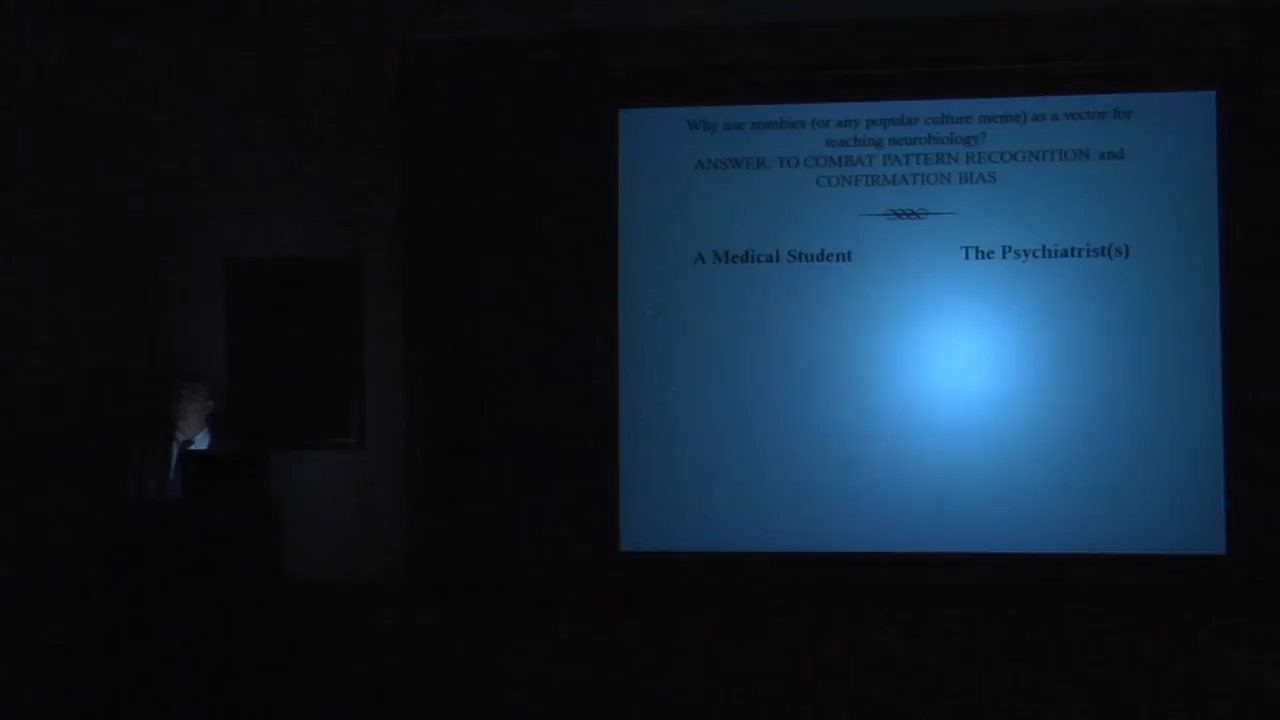 Why use zombies (or any popular culture meme) as a vector for
teaching neurobiology?
ANSWER: TO COMBAT PATTERN RECOGNITION and
CONFIRMATION BIAS
A Medical Student
The Psychiatrist(s)